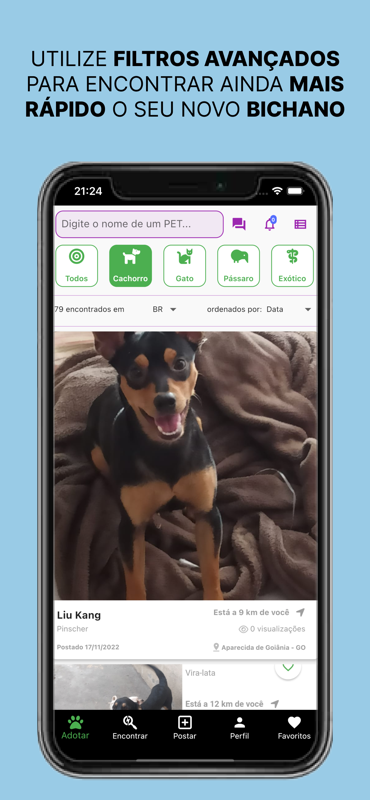 UTILIZE FILTROS AVANÇADOS
PARA ENCONTRAR AINDA MAIS
RÁPIDO O SEU NOVO BICHANO
21:24
Digite o nome de um PET...
Todos
Cachorro
Gato
Pássaro
Exótico
79 encontrados em BR ordenados por: Data
Liu Kang
Está a 9 km de você
Pinscher
0 visualizações
Postado 17/11/2022
Aparecida de Goiânia - GO
Vira-lata
Está a 12 km de você
Adotar
Encontrar
Postar
Perfil
Favoritos